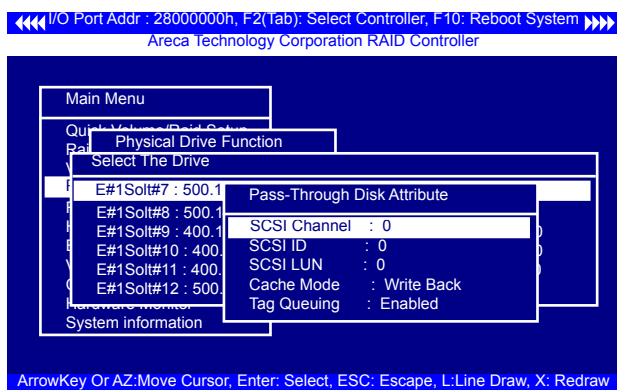 I/O Port Addr : 28000000h, F2(Tab): Select Controller, F10: Reboot System
Areca Technology Corporation RAID Controller
Main Menu
Physical Drive Function
Select The Drive
E#1Solt#7 : 500.1
E#1Solt#8 : 500.1
E#1Solt#9 : 400.1
E#1Solt#10 : 400.
E#1Solt#11 : 400.
E#1Solt#12 : 500.
Pass-Through Disk Attribute
SCSI Channel : 0
SCSI ID : 0
SCSI LUN : 0
Cache Mode : Write Back
Tag Queuing : Enabled
System information
ArrowKey Or AZ:Move Cursor, Enter: Select, ESC: Escape, L:Line Draw, X: Redraw